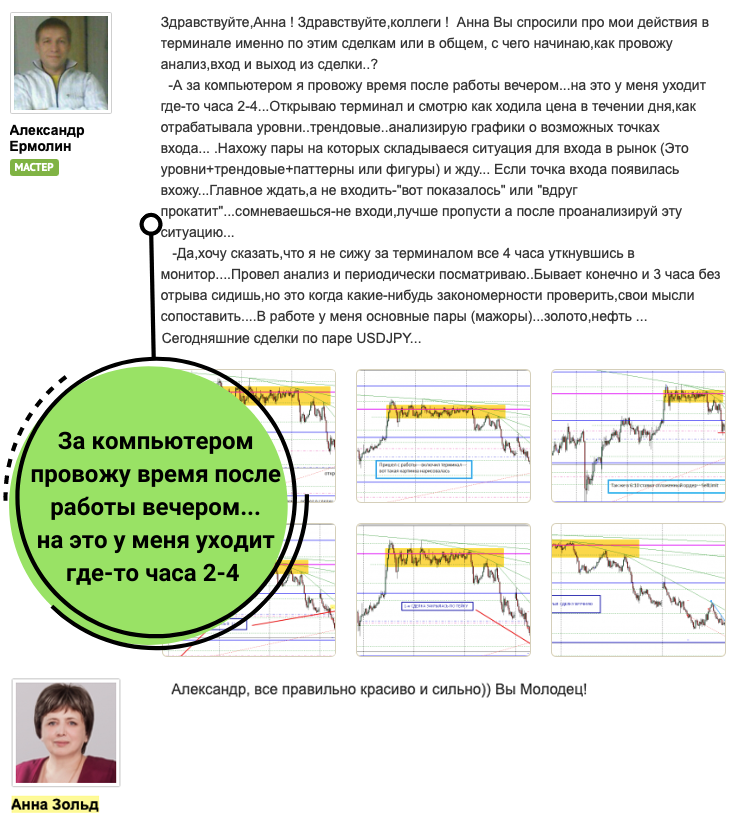 Здравствуйте,Анна ! Здравствуйте,коллеги ! Анна Вы спросили про мои действия в
терминале именно по этим сделкам или в общем, с чего начинаю,как провожу
анализ,вход и выход из сделки..?
-А за компьютером я провожу время после работы вечером...на это у меня уходит
где-то часа 2-4...Открываю терминал и смотрю как ходила цена в течении дня,как
отрабатывала уровни..трендовые..анализирую графики о возможных точках
входа... .Нахожу пары на которых складываеся ситуация для входа в рынок (Это
уровни+трендовые+паттерны или фигуры) и жду... Если точка входа появилась
вхожу...Главное ждать,а не входить-"вот показалось" или "вдруг
прокатит"...сомневаешься-не входи,лучше пропусти а после проанализируй эту
ситуацию...
-Да,хочу сказать,что я не сижу за терминалом все 4 часа уткнувшись в
монитор....Провел анализ и периодически посматриваю..Бывает конечно и 3 часа без
отрыва сидишь,но это когда какие-нибудь закономерности проверить,свои мысли
сопоставить....В работе у меня основные пары (мажоры)...золото,нефть ...
Сегодняшние сделки по паре USDJPY...
Александр
Ермолин
МАСТЕР
За компьютером
провожу время после
работы вечером...
на это у меня уходит
где-то часа 2-4
Пришел с работы - включил терминал -
вот такая картинка нарисовалась
Александр, все правильно красиво и сильно)) Вы Молодец!
Анна Зольд